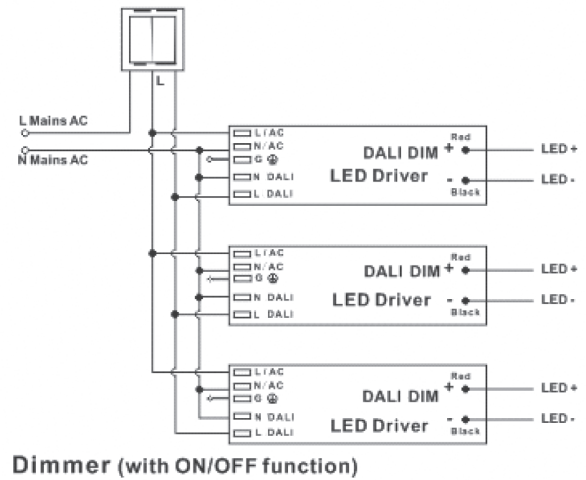 L
L Mains AC
N Mains AC
L/AC
N/AC
G
N DALI
L DALI
DALI DIM
LED Driver
Red
+
-
Black
LED+
LED-
L/AC
N/AC
G
N DALI
L DALI
DALI DIM
LED Driver
Red
+
-
Black
LED+
LED-
L/AC
N/AC
G
N DALI
L DALI
DALI DIM
LED Driver
Red
+
-
Black
LED+
LED-
Dimmer (with ON/OFF function)